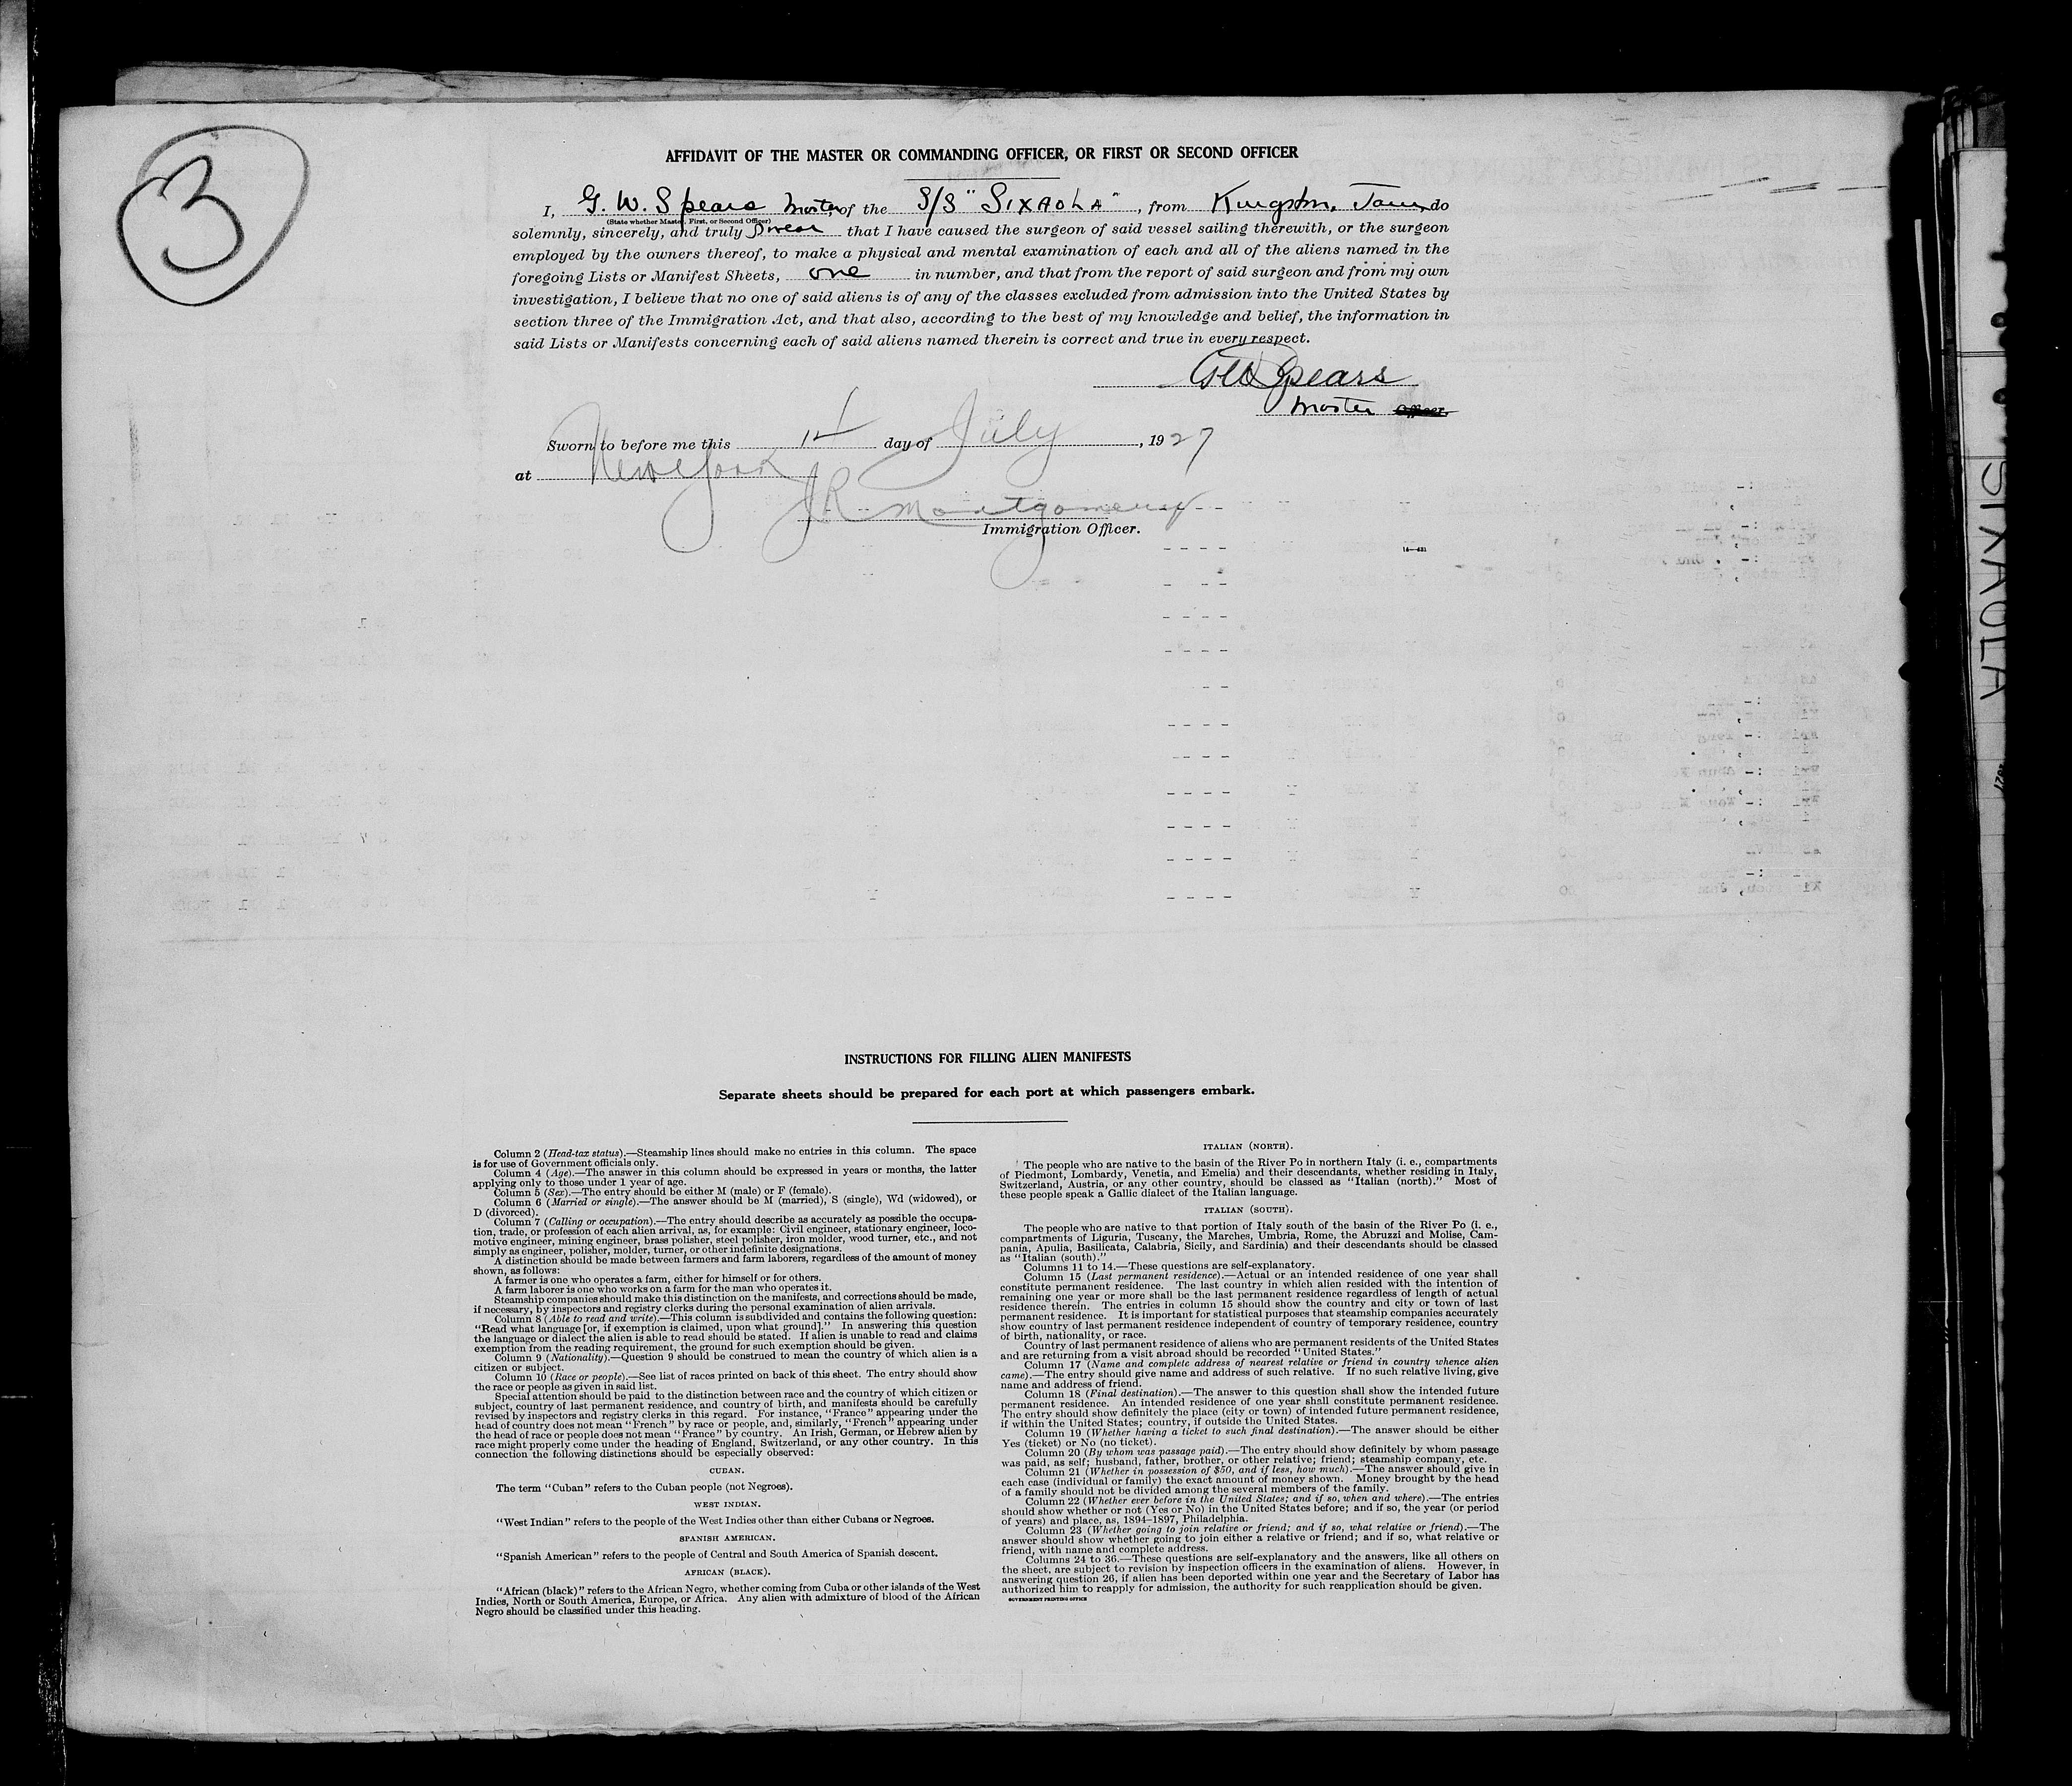 3
AFFIDAVIT OF THE MASTER OR COMMANDING OFFICER, OR FIRST OR SECOND OFFICER
I, G. W. Spears Master of the S/S "SIXAOLA", from Kingston, Jam, do
(State whether Master, First, or Second Officer)
solemnly, sincerely, and truly swear that I have caused the surgeon of said vessel sailing therewith, or the surgeon
employed by the owners thereof, to make a physical and mental examination of each and all of the aliens named in the
foregoing Lists or Manifest Sheets, one in number, and that from the report of said surgeon and from my own
investigation, I believe that no one of said aliens is of any of the classes excluded from admission into the United States by
section three of the Immigration Act, and that also, according to the best of my knowledge and belief, the information in
said Lists or Manifests concerning each of said aliens named therein is correct and true in every respect.
GW Spears
Master Officer.
Sworn to before me this day of July, 1927
at New York
JR Montgomery
Immigration Officer.
SIXAOLA
INSTRUCTIONS FOR FILLING ALIEN MANIFESTS
Separate sheets should be prepared for each port at which passengers embark.
Column 2 (Head-tax status).—Steamship lines should make no entries in this column. The space
is for use of Government officials only.
Column 4 (Age).—The answer in this column should be expressed in years or months, the latter
applying only to those under 1 year of age.
Column 5 (Sex).—The entry should be either M (male) or F (female).
Column 6 (Married or single).—The answer should be M (married), S (single), Wd (widowed), or
D (divorced).
Column 7 (Calling or occupation).—The entry should describe as accurately as possible the occupa-
tion, trade, or profession of each alien arrival, as, for example: Civil engineer, stationary engineer, loco-
motive engineer, mining engineer, brass polisher, steel polisher, iron molder, wood turner, etc., and not
simply as engineer, polisher, molder, turner, or other indefinite designations.
A distinction should be made between farmers and farm laborers, regardless of the amount of money
shown, as follows:
A farmer is one who operates a farm, either for himself or for others.
A farm laborer is one who works on a farm for the man who operates it.
Steamship companies should make this distinction on the manifests, and corrections should be made,
if necessary, by inspectors and registry clerks during the personal examination of alien arrivals.
Column 8 (Able to read and write).—This column is subdivided and contains the following question:
"Read what language [or, if exemption is claimed, upon what ground]." In answering this question
the language or dialect the alien is able to read should be stated. If alien is unable to read and claims
exemption from the reading requirement, the ground for such exemption should be given.
Column 9 (Nationality).—Question 9 should be construed to mean the country of which alien is a
citizen or subject.
Column 10 (Race or people).—See list of races printed on back of this sheet. The entry should show
the race or people as given in said list.
Special attention should be paid to the distinction between race and the country of which citizen or
subject, country of last permanent residence, and country of birth, and manifests should be carefully
revised by inspectors and registry clerks in this regard. For instance, "France" appearing under the
head of country does not mean "French" by race or people, and, similarly, "French" appearing under
the head of race or people does not mean "France" by country. An Irish, German, or Hebrew alien by
race might properly come under the heading of England, Switzerland, or any other country. In this
connection the following distinctions should be especially observed:
CUBAN.
The term "Cuban" refers to the Cuban people (not Negroes).
WEST INDIAN.
"West Indian" refers to the people of the West Indies other than either Cubans or Negroes.
SPANISH AMERICAN.
"Spanish American" refers to the people of Central and South America of Spanish descent.
AFRICAN (BLACK).
"African (black)" refers to the African Negro, whether coming from Cuba or other islands of the West
Indies, North or South America, Europe, or Africa. Any alien with admixture of blood of the African
Negro should be classified under this heading.
ITALIAN (NORTH).
The people who are native to the basin of the River Po in northern Italy (i. e., compartments
of Piedmont, Lombardy, Venetia, and Emelia) and their descendants, whether residing in Italy,
Switzerland, Austria, or any other country, should be classed as "Italian (north)." Most of
these people speak a Gallic dialect of the Italian language.
ITALIAN (SOUTH).
The people who are native to that portion of Italy south of the basin of the River Po (i. e.,
compartments of Liguria, Tuscany, the Marches, Umbria, Rome, the Abruzzi and Molise, Cam-
pania, Apulia, Basilicata, Calabria, Sicily, and Sardinia) and their descendants should be classed
as "Italian (south)."
Columns 11 to 14.—These questions are self-explanatory.
Column 15 (Last permanent residence).—Actual or an intended residence of one year shall
constitute permanent residence. The last country in which alien resided with the intention of
remaining one year or more shall be the last permanent residence regardless of length of actual
residence therein. The entries in column 15 should show the country and city or town of last
permanent residence. It is important for statistical purposes that steamship companies accurately
show country of last permanent residence independent of country of temporary residence, country
of birth, nationality, or race.
Country of last permanent residence of aliens who are permanent residents of the United States
and are returning from a visit abroad should be recorded "United States."
Column 17 (Name and complete address of nearest relative or friend in country whence alien
came).—The entry should give name and address of such relative. If no such relative living, give
name and address of friend.
Column 18 (Final destination).—The answer to this question shall show the intended future
permanent residence. An intended residence of one year shall constitute permanent residence.
The entry should show definitely the place (city or town) of intended future permanent residence,
if within the United States; country, if outside the United States.
Column 19 (Whether having a ticket to such final destination).—The answer should be either
Yes (ticket) or No (no ticket).
Column 20 (By whom was passage paid).—The entry should show definitely by whom passage
was paid, as self; husband, father, brother, or other relative; friend; steamship company, etc.
Column 21 (Whether in possession of $50, and if less, how much).—The answer should give in
each case (individual or family) the exact amount of money shown. Money brought by the head
of a family should not be divided among the several members of the family.
Column 22 (Whether ever before in the United States; and if so, when and where).—The entries
should show whether or not (Yes or No) in the United States before; and if so, the year (or period
of years) and place, as, 1894–1897, Philadelphia.
Column 23 (Whether going to join relative or friend; and if so, what relative or friend).—The
answer should show whether going to join either a relative or friend; and if so, what relative or
friend, with name and complete address.
Columns 24 to 36.—These questions are self-explanatory and the answers, like all others on
the sheet, are subject to revision by inspection officers in the examination of aliens. However, in
answering question 26, if alien has been deported within one year and the Secretary of Labor has
authorized him to reapply for admission, the authority for such reapplication should be given.
GOVERNMENT PRINTING OFFICE